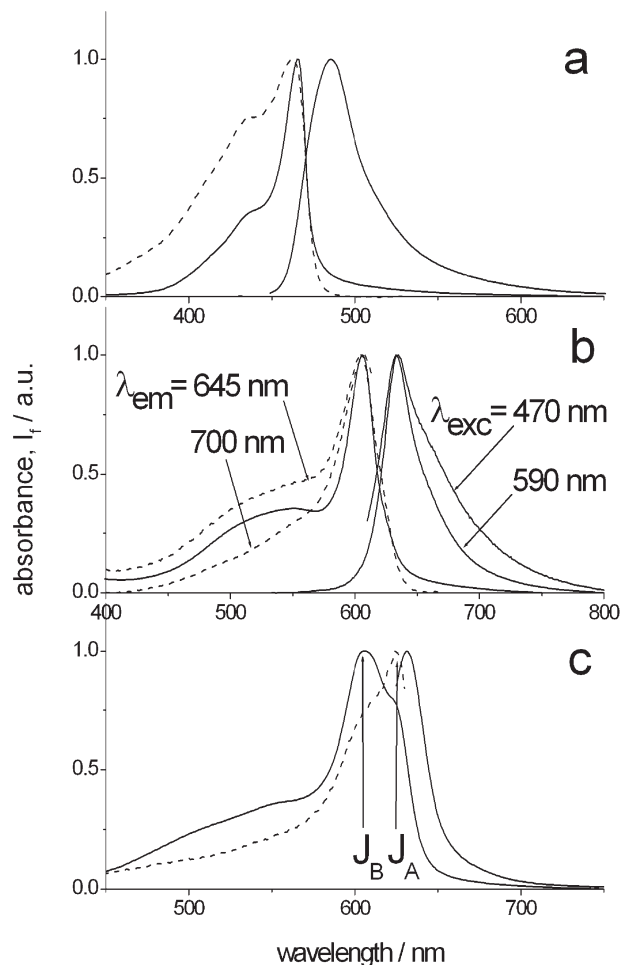 a
1.0
0.5
0.0
400 500 600
b
1.0
λem= 645 nm
λexc= 470 nm
700 nm
0.5
590 nm
0.0
400 500 600 700 800
c
1.0
0.5
JB JA
0.0
500 600 700
wavelength / nm
absorbance, If / a.u.